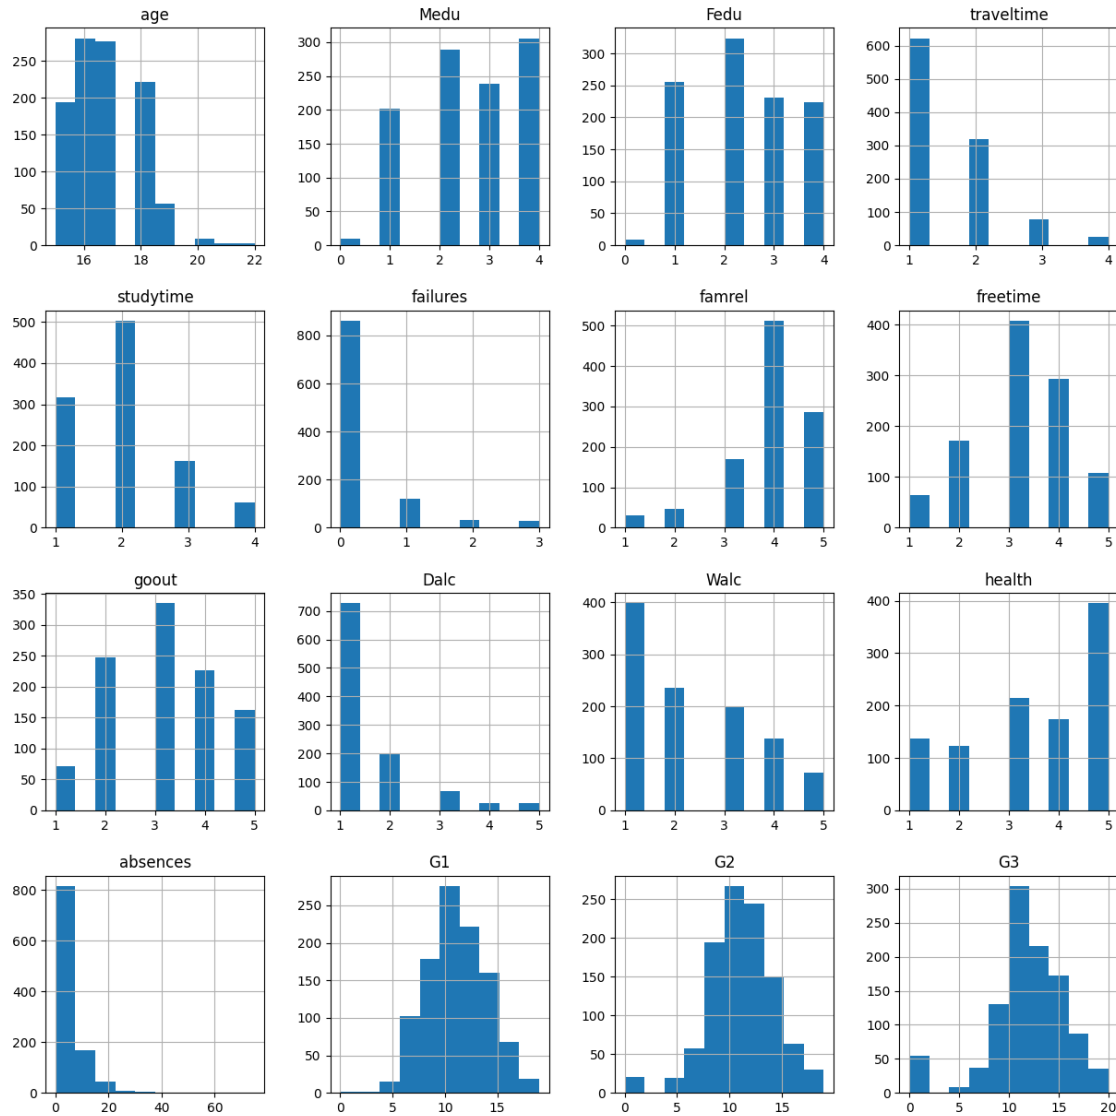 age Medu Fedu traveltime
250 300 300 600
200 250 250 500
150 200 200 400
100 150 150 300
50 100 100 200
0 50 50 100
0 0 0
16 18 20 22 0 1 2 3 4 0 1 2 3 4 1 2 3 4
studytime failures famrel freetime
500 800 500 400
400 600 400 300
300 400 300 200
200 200 200 100
100 0 100 0
0 0
1 2 3 4 0 1 2 3 1 2 3 4 5 1 2 3 4 5
goout Dalc Walc health
350 700 400 400
300 600 300 300
250 500 200 200
200 400 100 100
150 300 0 0
100 200
50 100
0 0
1 2 3 4 5 1 2 3 4 5 1 2 3 4 5 1 2 3 4 5
absences G1 G2 G3
800 250 250 300
600 200 200 250
400 150 150 200
200 100 100 150
0 50 50 100
0 0 50
0
0 20 40 60 0 5 10 15 0 5 10 15 0 5 10 15 20